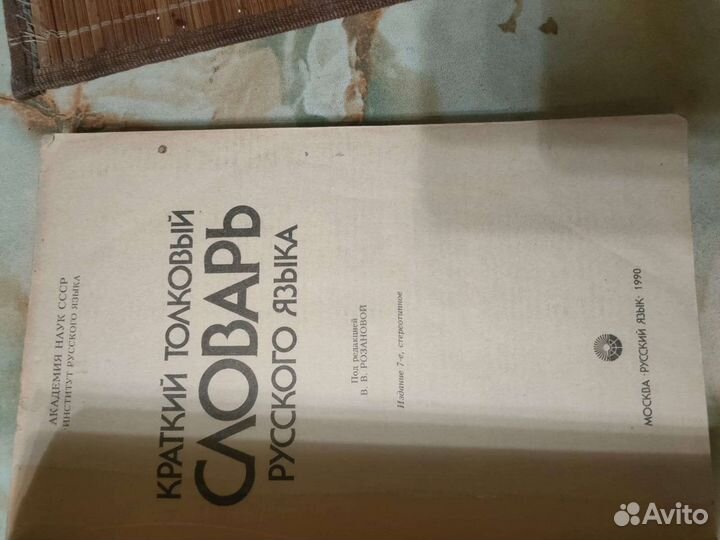 АКАДЕМИЯ НАУК СССР
ИНСТИТУТ РУССКОГО ЯЗЫКА
КРАТКИЙ ТОЛКОВЫЙ
СЛОВАРЬ
РУССКОГО ЯЗЫКА
Под редакцией
В. В. РОЗАНОВОЙ
Издание 7-е, стереотипное
МОСКВА «РУССКИЙ ЯЗЫК» 1990
Avito